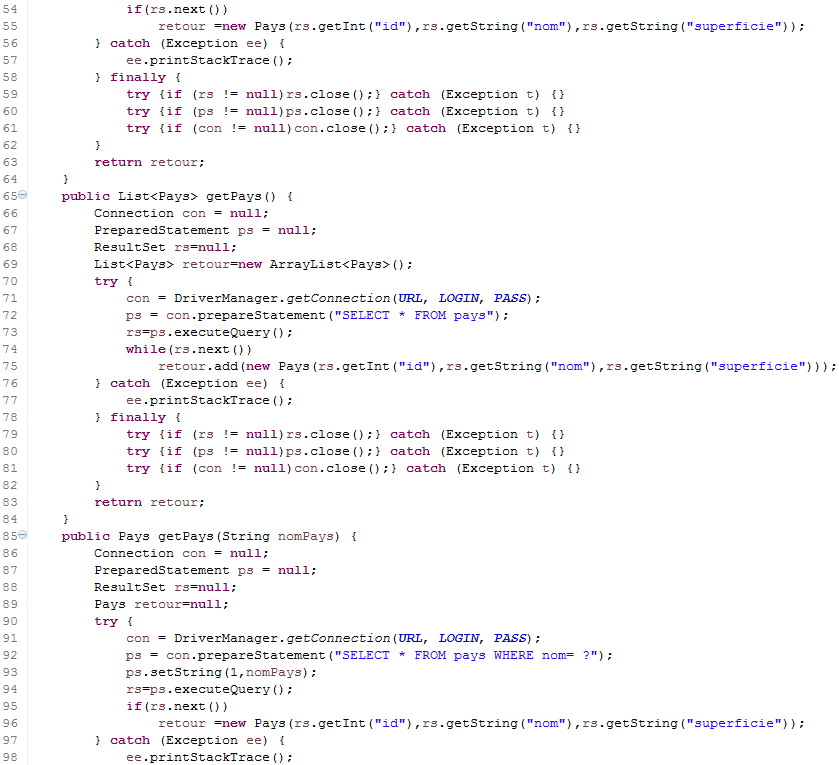 54            if(rs.next())
55                retour =new Pays(rs.getInt("id"),rs.getString("nom"),rs.getString("superficie"));
56        } catch (Exception ee) {
57            ee.printStackTrace();
58        } finally {
59            try {if (rs != null)rs.close();} catch (Exception t) {}
60            try {if (ps != null)ps.close();} catch (Exception t) {}
61            try {if (con != null)con.close();} catch (Exception t) {}
62        }
63        return retour;
64    }
65    public List<Pays> getPays() {
66        Connection con = null;
67        PreparedStatement ps = null;
68        ResultSet rs=null;
69        List<Pays> retour=new ArrayList<Pays>();
70        try {
71            con = DriverManager.getConnection(URL, LOGIN, PASS);
72            ps = con.prepareStatement("SELECT * FROM pays");
73            rs=ps.executeQuery();
74            while(rs.next())
75                retour.add(new Pays(rs.getInt("id"),rs.getString("nom"),rs.getString("superficie")));
76        } catch (Exception ee) {
77            ee.printStackTrace();
78        } finally {
79            try {if (rs != null)rs.close();} catch (Exception t) {}
80            try {if (ps != null)ps.close();} catch (Exception t) {}
81            try {if (con != null)con.close();} catch (Exception t) {}
82        }
83        return retour;
84    }
85    public Pays getPays(String nomPays) {
86        Connection con = null;
87        PreparedStatement ps = null;
88        ResultSet rs=null;
89        Pays retour=null;
90        try {
91            con = DriverManager.getConnection(URL, LOGIN, PASS);
92            ps = con.prepareStatement("SELECT * FROM pays WHERE nom= ?");
93            ps.setString(1,nomPays);
94            rs=ps.executeQuery();
95            if(rs.next())
96                retour =new Pays(rs.getInt("id"),rs.getString("nom"),rs.getString("superficie"));
97        } catch (Exception ee) {
98            ee.printStackTrace();